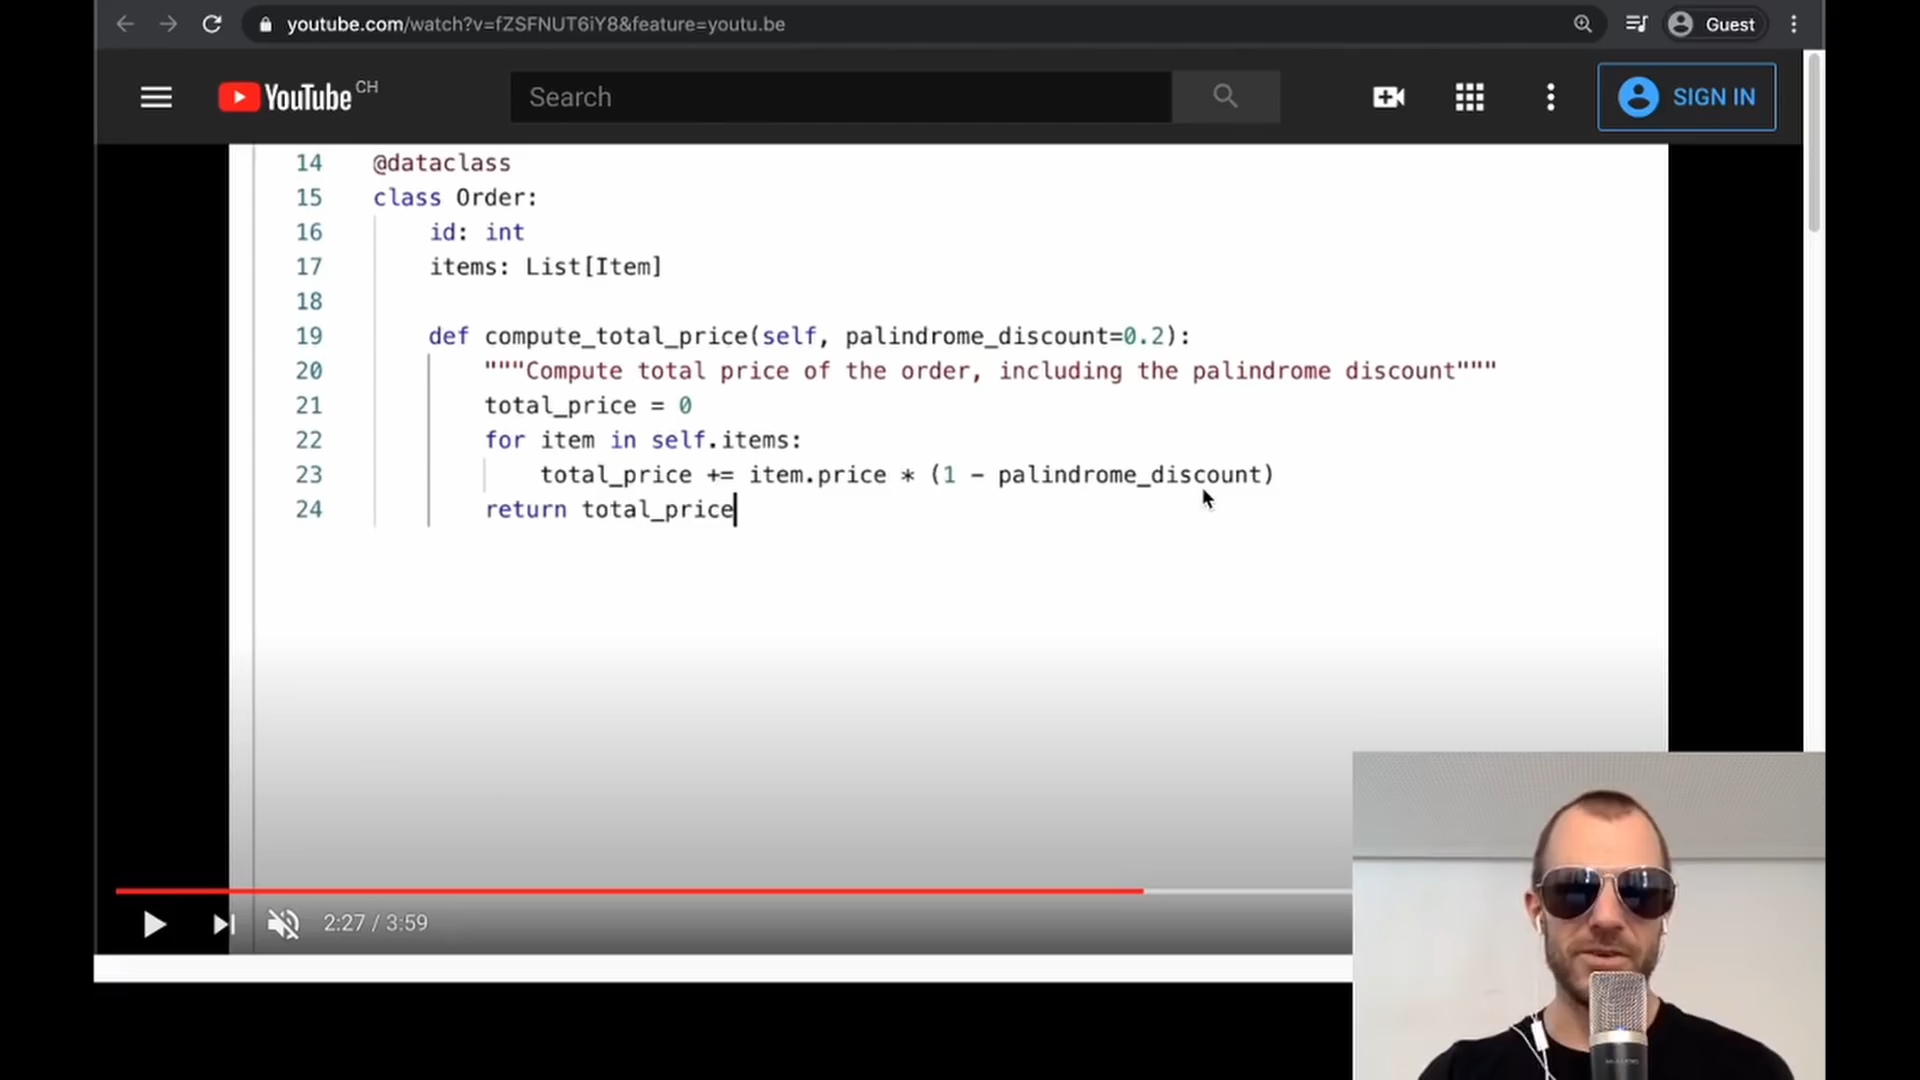 youtube.com/watch?v=fZSFNUT6iY8&feature=youtu.be
Guest
YouTube CH
Search
SIGN IN
14 @dataclass
15 class Order:
16 id: int
17 items: List[Item]
18
19 def compute_total_price(self, palindrome_discount=0.2):
20 """Compute total price of the order, including the palindrome discount"""
21 total_price = 0
22 for item in self.items:
23 total_price += item.price * (1 - palindrome_discount)
24 return total_price
2:27 / 3:59